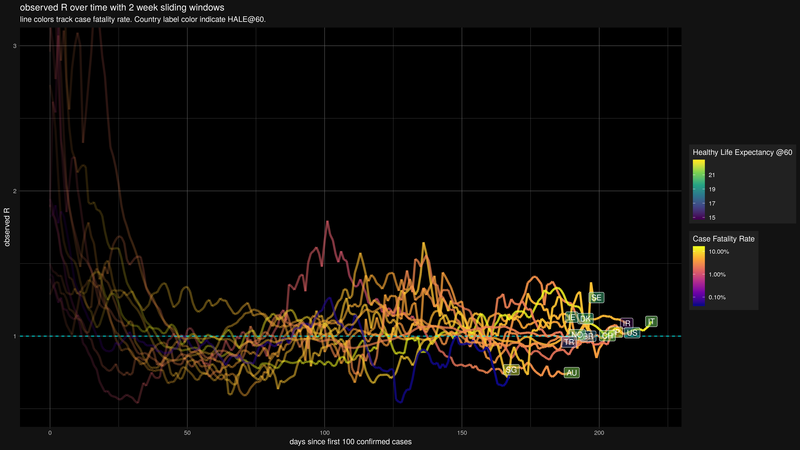 observed R over time with 2 week sliding windows
line colors track case fatality rate. Country label color indicate HALE@60.
3
2
1
observed R
0
50
100
150
200
days since first 100 confirmed cases
SE
DK
IR
IT
US
TR
SG
AU
Healthy Life Expectancy @60
21
19
17
15
Case Fatality Rate
10.00%
1.00%
0.10%